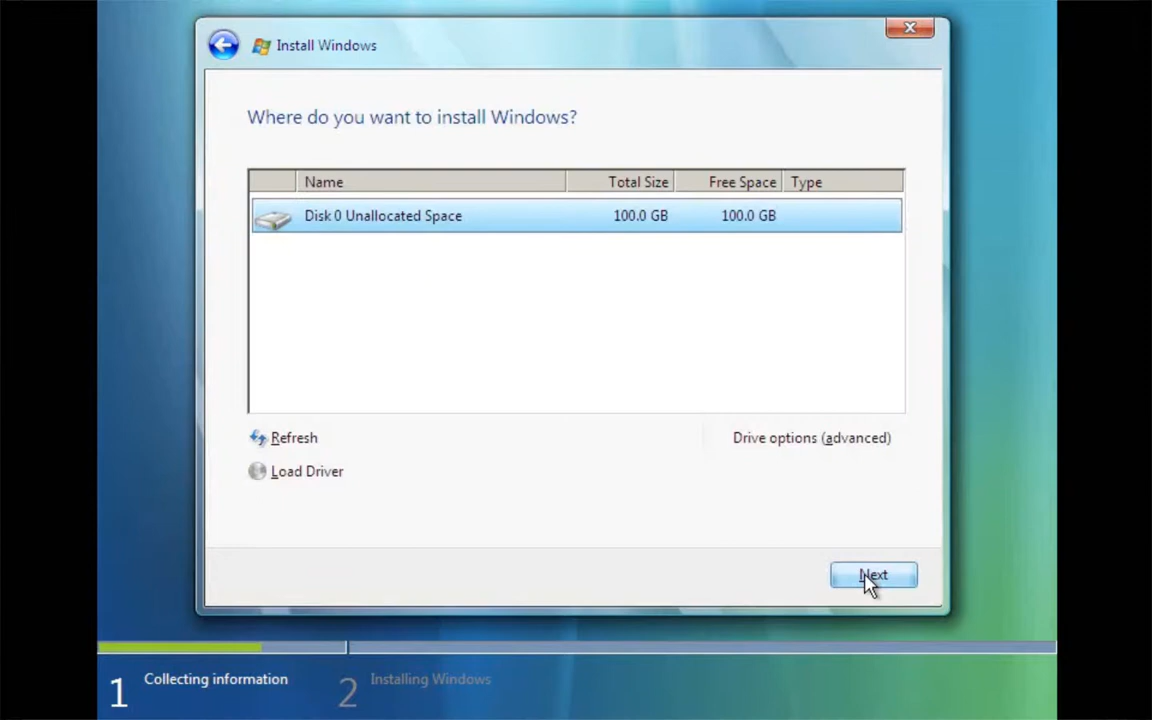 Install Windows
Where do you want to install Windows?
Name Total Size Free Space Type
Disk 0 Unallocated Space 100.0 GB 100.0 GB
Refresh Drive options (advanced)
Load Driver
Next
1 Collecting information 2 Installing Windows